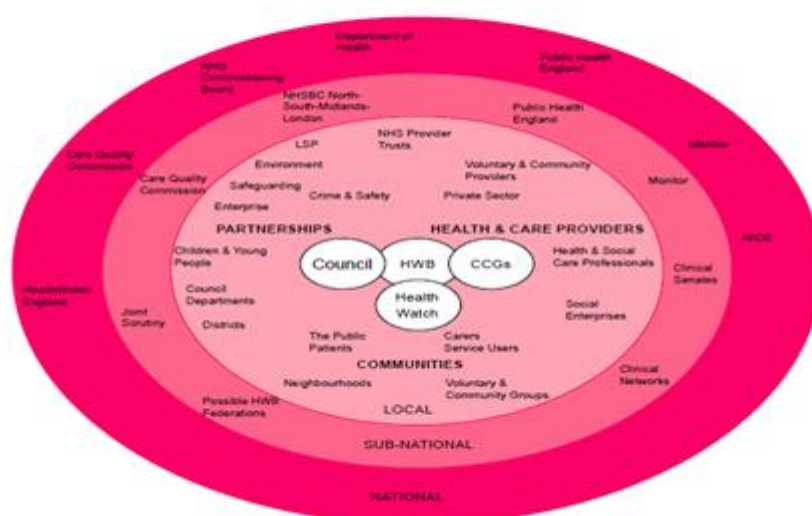 Department of
Health
Public Health
England
NHS
Commissioning
Board
NHSBC North-
South-Midlands-
London
Public Health
England
Care Quality
Commission
Monitor
LSP
NHS Provider
Trusts
Environment
Voluntary & Community
Providers
Care Quality
Commission
Monitor
Safeguarding
Crime & Safety
Private Sector
Enterprise
PARTNERSHIPS
HEALTH & CARE PROVIDERS
NICE
Children & Young
People
Council
HWB
CCGs
Health & Social
Care Professionals
Clinical
Senates
HealthWatch
England
Council
Departments
Health
Watch
Joint
Scrutiny
Districts
Social
Enterprises
The Public
Patients
Carers
Service Users
COMMUNITIES
Clinical
Networks
Neighbourhoods
Voluntary &
Community Groups
Possible HWB
Federations
LOCAL
SUB-NATIONAL
NATIONAL